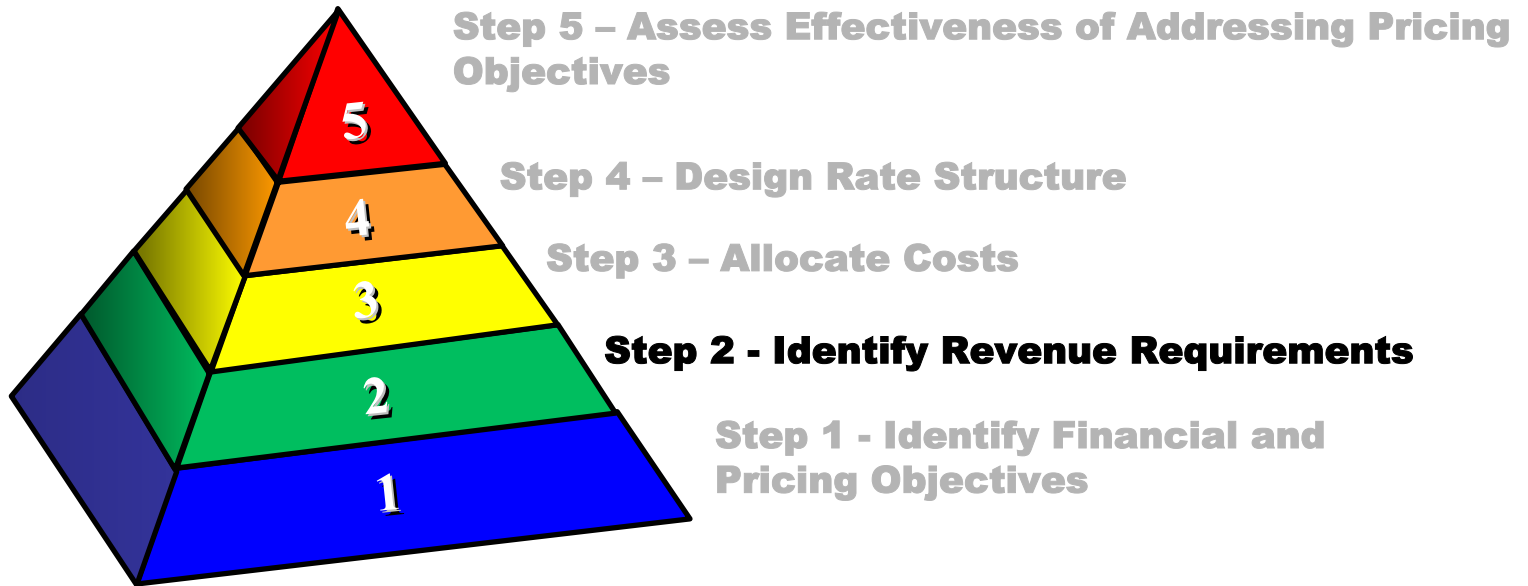 Step 5 – Assess Effectiveness of Addressing Pricing
Objectives
5
Step 4 – Design Rate Structure
4
Step 3 – Allocate Costs
3
Step 2 - Identify Revenue Requirements
2
Step 1 - Identify Financial and
Pricing Objectives
1